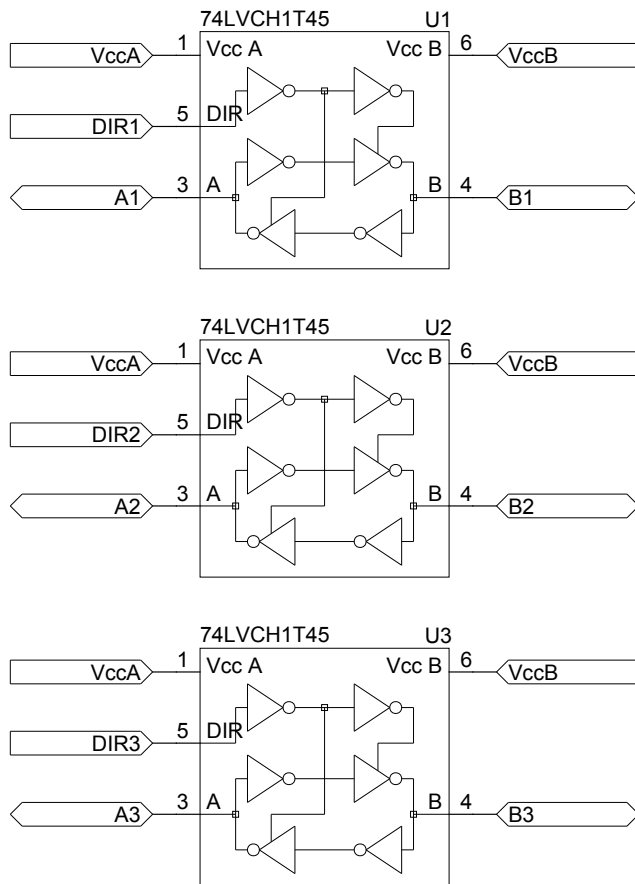 74LVCH1T45 U1
VccA 1 Vcc A Vcc B 6 VccB
DIR1 5 DIR
A1 3 A B 4 B1
74LVCH1T45 U2
VccA 1 Vcc A Vcc B 6 VccB
DIR2 5 DIR
A2 3 A B 4 B2
74LVCH1T45 U3
VccA 1 Vcc A Vcc B 6 VccB
DIR3 5 DIR
A3 3 A B 4 B3